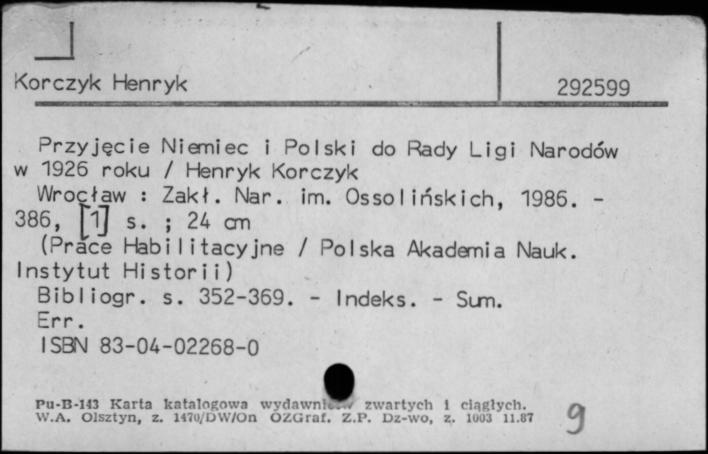 Korczyk Henryk 292599
Przyjęcie Niemiec i Polski do Rady Ligi Narodów
w 1926 roku / Henryk Korczyk
Wrocław : Zakł. Nar. im. Ossolińskich, 1986. -
386, [1] s. ; 24 cm
(Prace Habilitacyjne / Polska Akademia Nauk.
Instytut Historii)
Bibliogr. s. 352-369. - Indeks. - Sum.
Err.
ISBN 83-04-02268-0
Pu-B-143 Karta katalogowa wydawnictw zwartych i ciągłych.
W.A. Olsztyn, z. 1470/DW/On OZGraf. Z.P. Dz-wo, z. 1003 11.87
9